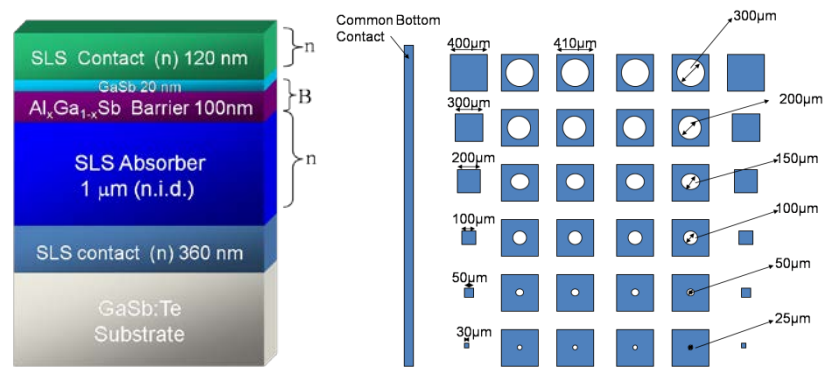 SLS Contact (n) 120 nm
n
GaSb 20 nm
B
AlxGa1-xSb Barrier 100nm
n
SLS Absorber
1 μm (n.i.d.)
SLS contact (n) 360 nm
GaSb:Te
Substrate
Common Bottom
Contact
400μm
410μm
300μm
300μm
200μm
200μm
150μm
100μm
100μm
50μm
50μm
30μm
25μm